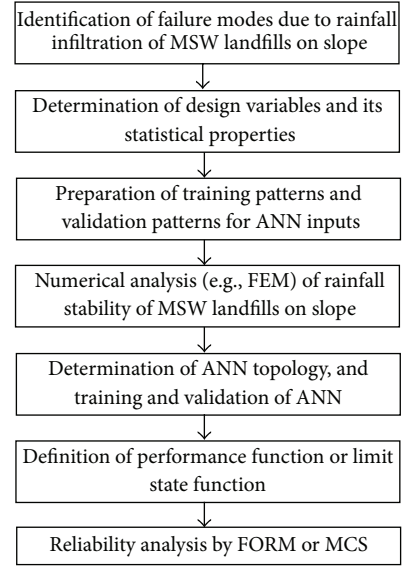 Identification of failure modes due to rainfall
infiltration of MSW landfills on slope
Determination of design variables and its
statistical properties
Preparation of training patterns and
validation patterns for ANN inputs
Numerical analysis (e.g., FEM) of rainfall
stability of MSW landfills on slope
Determination of ANN topology, and
training and validation of ANN
Definition of performance function or limit
state function
Reliability analysis by FORM or MCS